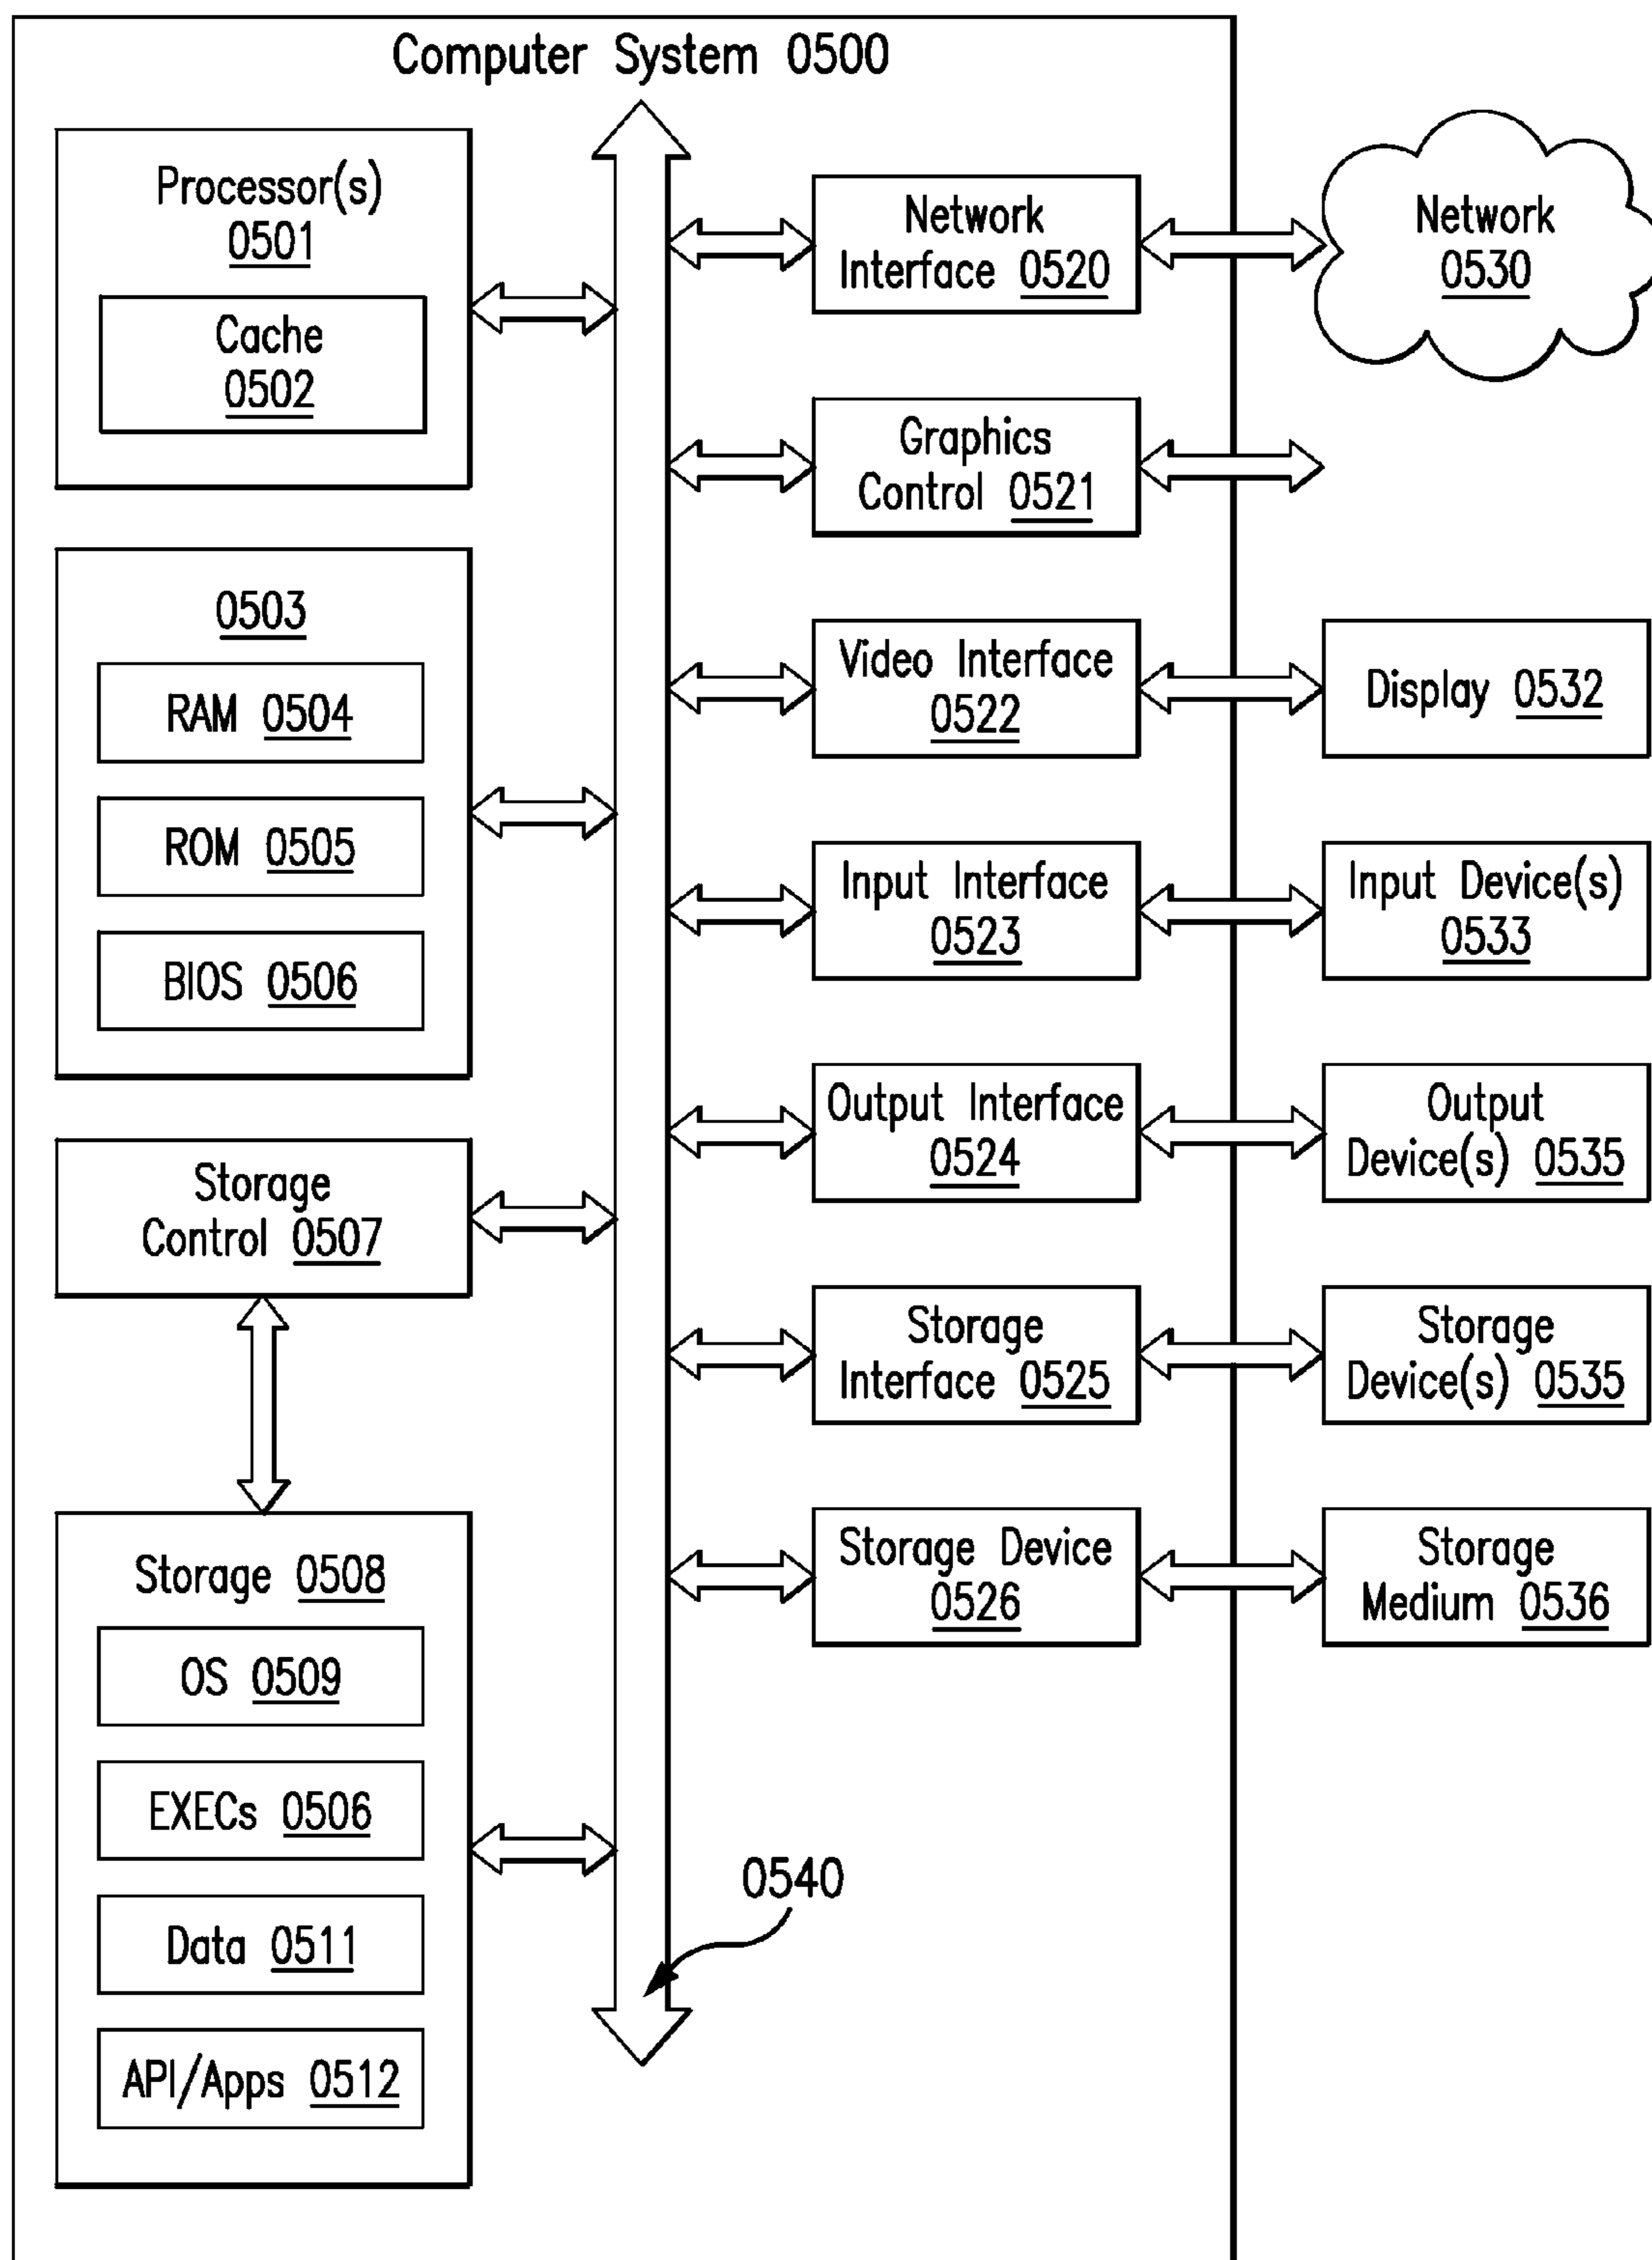 Computer System 0500
Processor(s)
0501
Cache
0502
0503
RAM 0504
ROM 0505
BIOS 0506
Storage
Control 0507
Storage 0508
OS 0509
EXECs 0506
Data 0511
API/Apps 0512
Network
Interface 0520
Graphics
Control 0521
Video Interface
0522
Input Interface
0523
Output Interface
0524
Storage
Interface 0525
Storage Device
0526
0540
Network
0530
Display 0532
Input Device(s)
0533
Output
Device(s) 0535
Storage
Device(s) 0535
Storage
Medium 0536